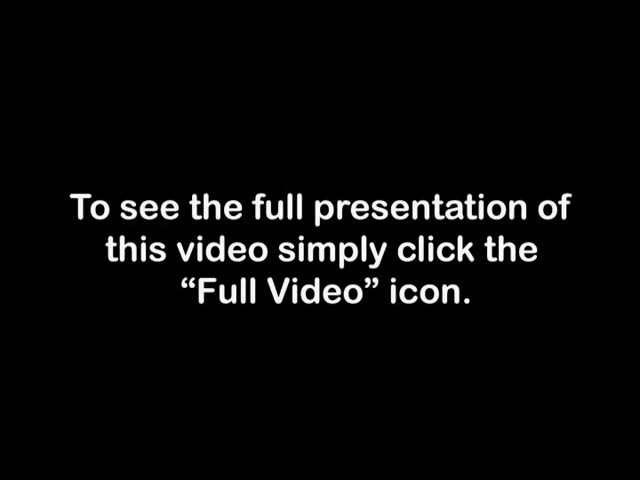 To see the full presentation of
this video simply click the
“Full Video” icon.